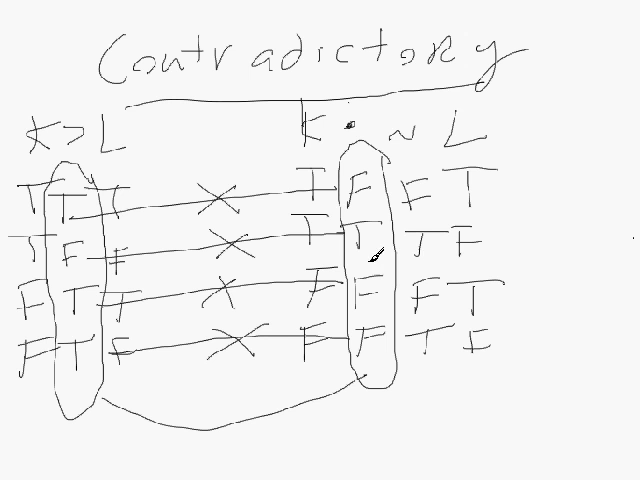 Contradictory
K > L K • ~ L
T T T T F F T
T F F T T T F
F T T F F F T
F T F F F T F